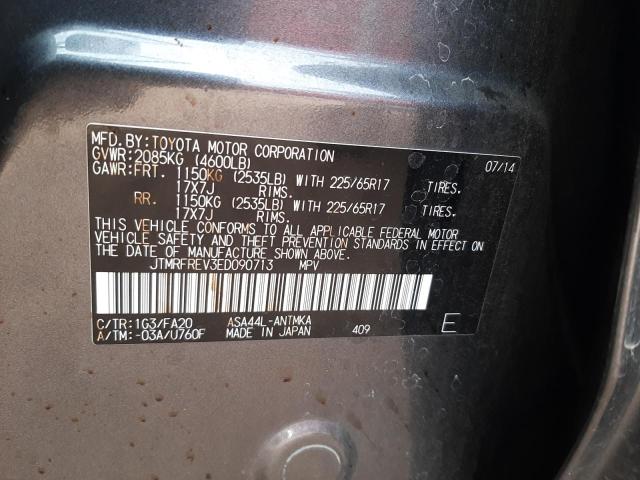 MFD.BY:TOYOTA MOTOR CORPORATION 07/14
GVWR:2085KG (4600LB)
GAWR:FRT. 1150KG (2535LB) WITH 225/65R17 TIRES.
17X7J RIMS.
RR. 1150KG (2535LB) WITH 225/65R17 TIRES.
17X7J RIMS.
THIS VEHICLE CONFORMS TO ALL APPLICABLE FEDERAL MOTOR
VEHICLE SAFETY AND THEFT PREVENTION STANDARDS IN EFFECT ON
THE DATE OF MANUFACTURE SHOWN ABOVE.
JTMRFREV3ED090713 MPV
C/TR:1G3/FA20 ASA44L-ANTMKA
A/TM:-03A/U760F MADE IN JAPAN 409 E